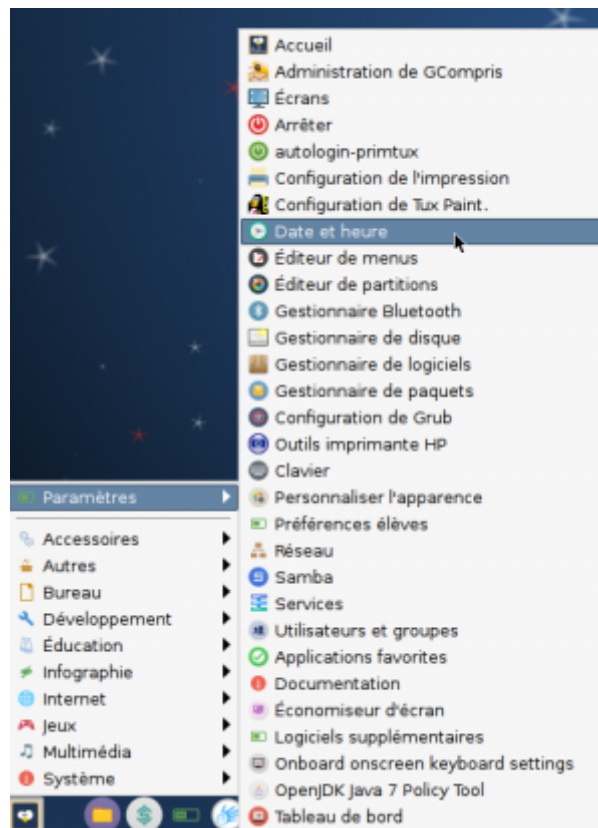 Accueil
Administration de GCompris
Écrans
Arrêter
autologin-primtux
Configuration de l'impression
Configuration de Tux Paint.
Date et heure
Éditeur de menus
Éditeur de partitions
Gestionnaire Bluetooth
Gestionnaire de disque
Gestionnaire de logiciels
Gestionnaire de paquets
Configuration de Grub
Outils imprimante HP
Clavier
Personnaliser l'apparence
Préférences élèves
Réseau
Samba
Services
Utilisateurs et groupes
Applications favorites
Documentation
Économiseur d'écran
Logiciels supplémentaires
Onboard onscreen keyboard settings
OpenJDK Java 7 Policy Tool
Tableau de bord
Paramètres
Accessoires
Autres
Bureau
Développement
Éducation
Infographie
Internet
Jeux
Multimédia
Système